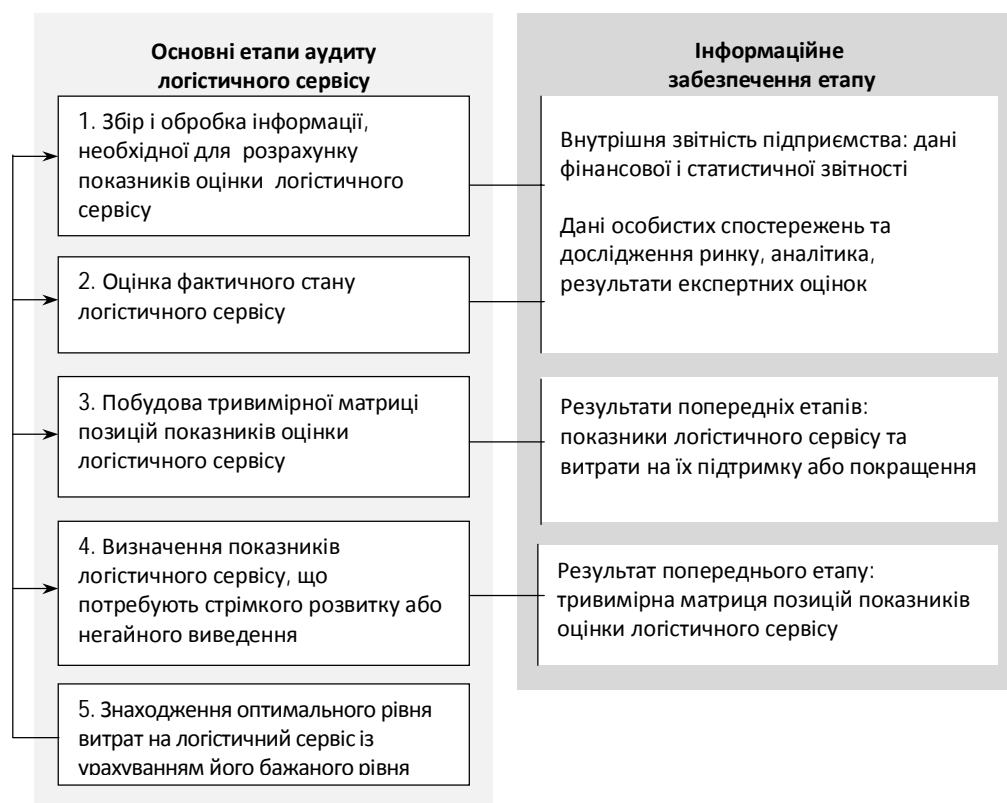 Основні етапи аудиту
логістичного сервісу
1. Збір і обробка інформації,
необхідної для розрахунку
показників оцінки логістичного
сервісу
2. Оцінка фактичного стану
логістичного сервісу
3. Побудова тривимірної матриці
позицій показників оцінки
логістичного сервісу
4. Визначення показників
логістичного сервісу, що
потребують стрімкого розвитку або
негайного виведення
5. Знаходження оптимального рівня
витрат на логістичний сервіс із
урахуванням його бажаного рівня
Інформаційне
забезпечення етапу
Внутрішня звітність підприємства: дані
фінансової і статистичної звітності
Дані особистих спостережень та
дослідження ринку, аналітика,
результати експертних оцінок
Результати попередніх етапів:
показники логістичного сервісу та
витрати на їх підтримку або покращення
Результат попереднього етапу:
тривимірна матриця позицій показників
оцінки логістичного сервісу